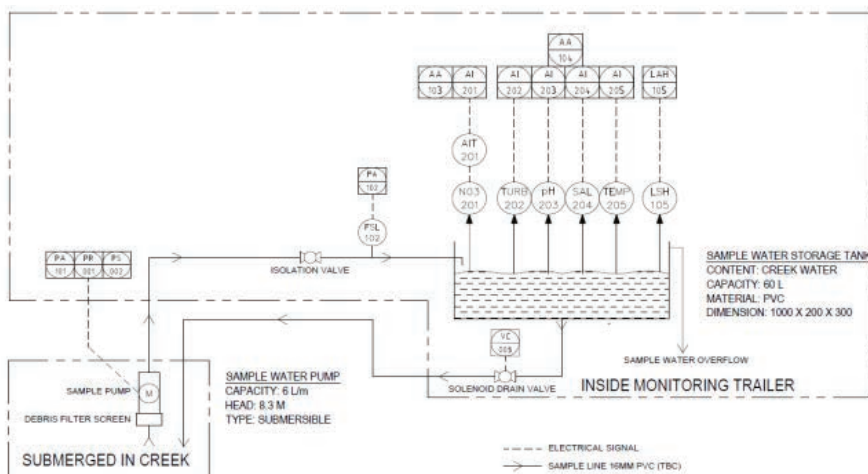 AA
104
AA
103
AI
201
AI
202
AI
203
AI
204
AI
205
LAH
105
AIT
201
NO3
201
TURB
202
pH
203
SAL
204
TEMP
205
LSH
105
PA
102
FSL
102
ISOLATION VALVE
PA
101
PR
001
PS
002
SAMPLE WATER STORAGE TANK
CONTENT: CREEK WATER
CAPACITY: 60 L
MATERIAL: PVC
DIMENSION: 1000 X 200 X 300
SAMPLE WATER OVERFLOW
VC
SOLENOID DRAIN VALVE
INSIDE MONITORING TRAILER
SAMPLE WATER PUMP
CAPACITY: 6 L/m
HEAD: 8.3 M
TYPE: SUBMERSIBLE
SAMPLE PUMP
M
DEBRIS FILTER SCREEN
SUBMERGED IN CREEK
ELECTRICAL SIGNAL
SAMPLE LINE 16MM PVC (TBC)